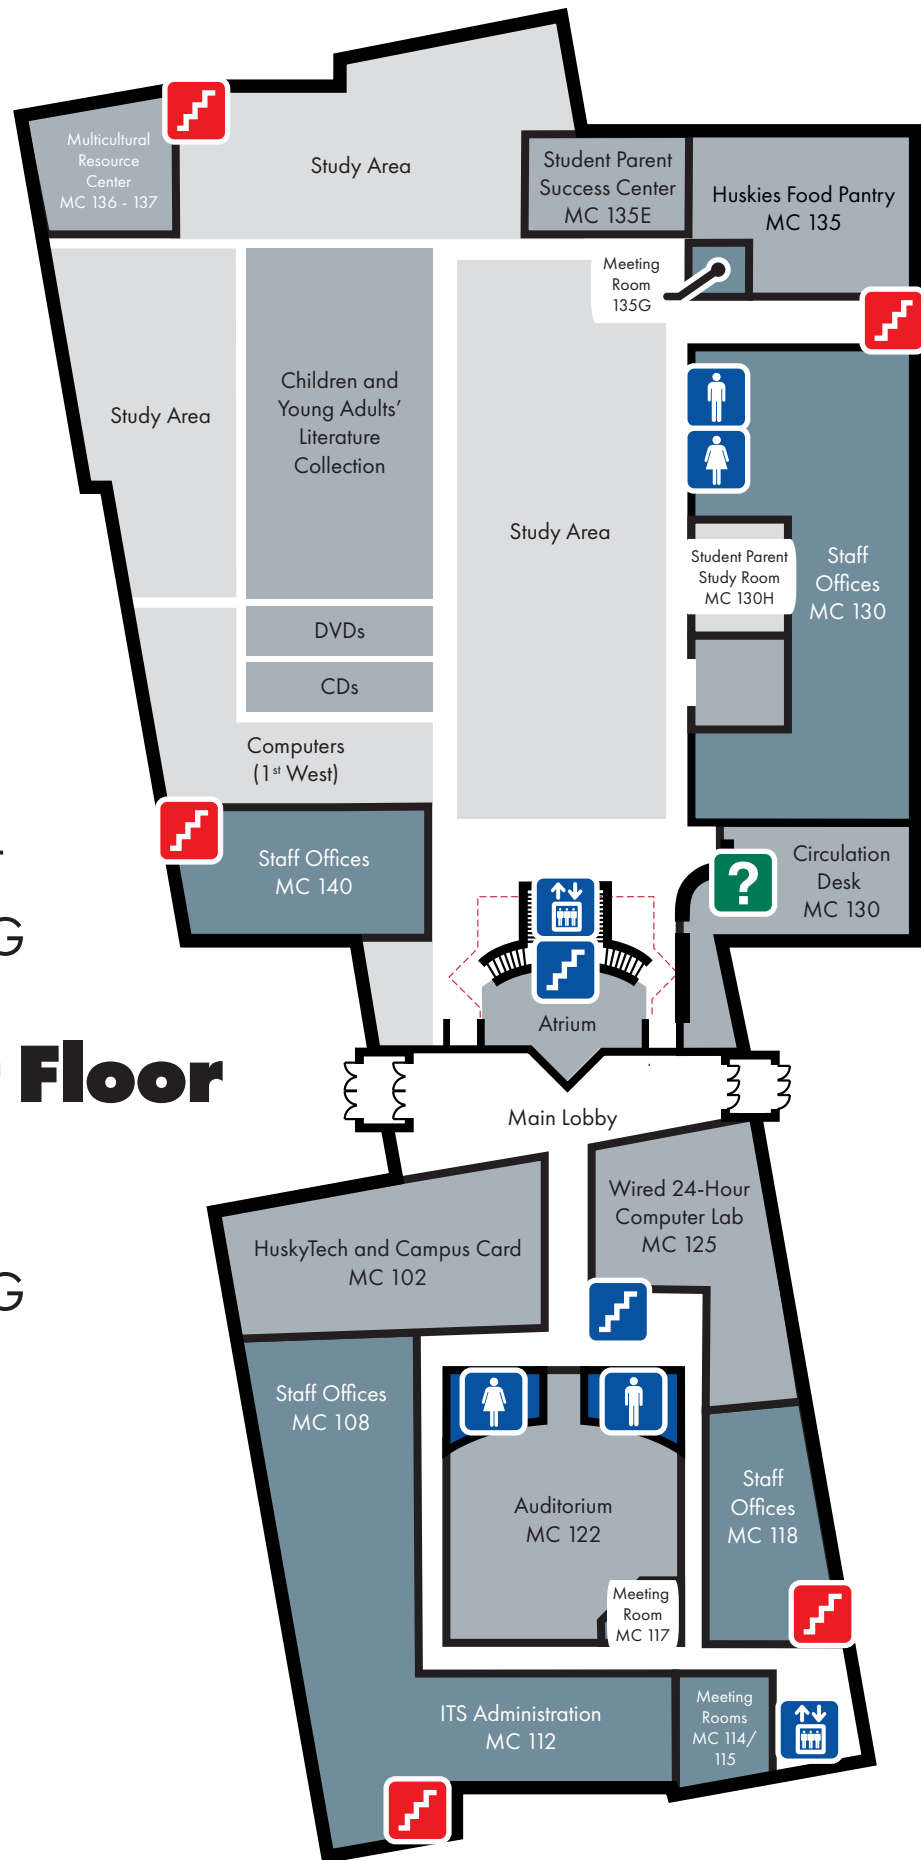 Multicultural
Resource
Center
MC 136 - 137
Study Area
Student Parent
Success Center
MC 135E
Huskies Food Pantry
MC 135
Meeting
Room
135G
Study Area
Children and
Young Adults’
Literature
Collection
Study Area
Student Parent
Study Room
MC 130H
Staff
Offices
MC 130
DVDs
CDs
Computers
(1st West)
Staff Offices
MC 140
Circulation
Desk
MC 130
?
G
Atrium
Floor
Main Lobby
HuskyTech and Campus Card
MC 102
Wired 24-Hour
Computer Lab
MC 125
G
Staff Offices
MC 108
Auditorium
MC 122
Staff
Offices
MC 118
Meeting
Room
MC 117
ITS Administration
MC 112
Meeting
Rooms
MC 114/
115